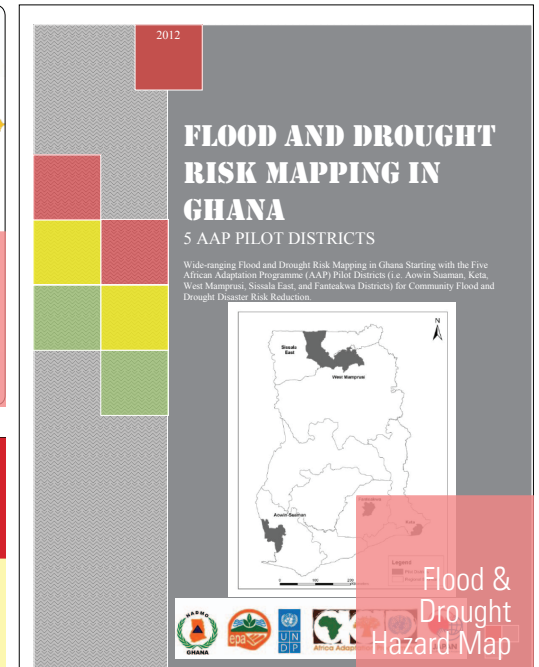 2012
FLOOD AND DROUGHT
RISK MAPPING IN
GHANA
5 AAP PILOT DISTRICTS
Wide-ranging Flood and Drought Risk Mapping in Ghana Starting with the Five
African Adaptation Programme (AAP) Pilot Districts (i.e. Aowin Suaman, Keta,
West Mamprusi, Sissala East, and Fanteakwa Districts) for Community Flood and
Drought Disaster Risk Reduction.
N
Sissala
East
West Mamprusi
Aowin Suaman
Keta
Legend
0
Flood &
Drought
Hazard Map
NADMO
GHANA
epa
U N
D P
Africa